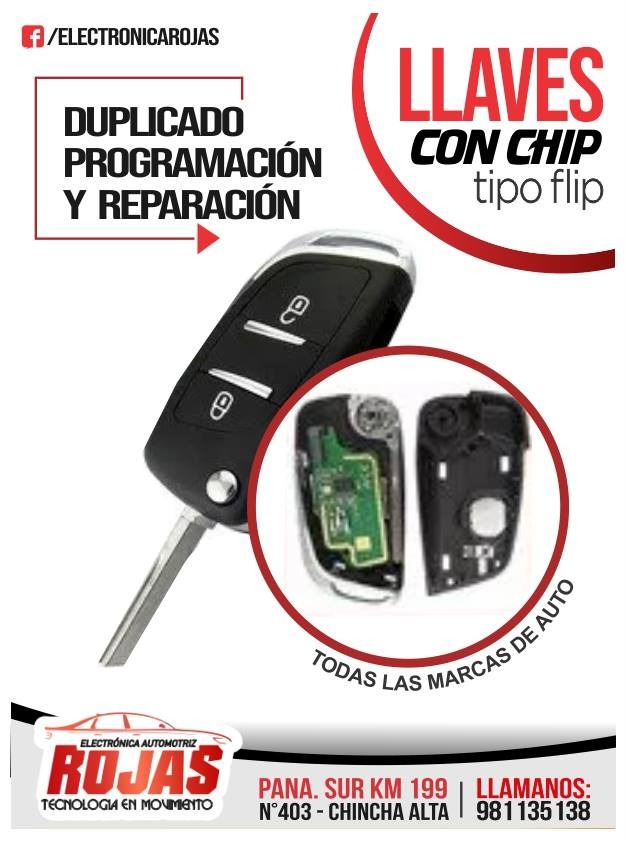 /ELECTRONICAROJAS
DUPLICADO
PROGRAMACIÓN
Y REPARACIÓN
LLAVES
CON CHIP
tipo flip
TODAS LAS MARCAS DE AUTO
ELECTRÓNICA AUTOMOTRIZ
ROJAS
TECNOLOGIA EN MOVIMIENTO
PANA. SUR KM 199
N°403 - CHINCHA ALTA
LLAMANOS:
981135138